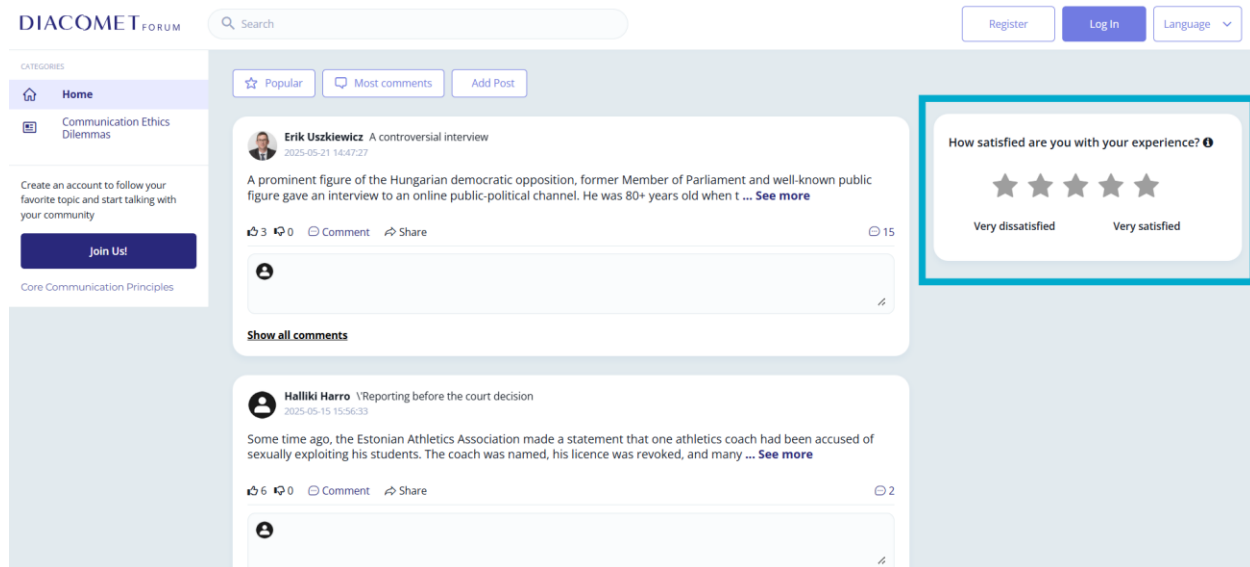 DIACOMET FORUM
Search
Register
Log In
Language
CATEGORIES
Home
Communication Ethics
Dilemmas
Create an account to follow your
favorite topic and start talking with
your community
Join Us!
Core Communication Principles
Popular
Most comments
Add Post
Erik Uszkiewicz A controversial interview
2025-05-21 14:47:27
A prominent figure of the Hungarian democratic opposition, former Member of Parliament and well-known public
figure gave an interview to an online public-political channel. He was 80+ years old when t ... See more
3 0 Comment Share 15
Show all comments
Halliki Harro \'Reporting before the court decision
2025-05-15 15:56:33
Some time ago, the Estonian Athletics Association made a statement that one athletics coach had been accused of
sexually exploiting his students. The coach was named, his licence was revoked, and many ... See more
6 0 Comment Share 2
How satisfied are you with your experience?
Very dissatisfied Very satisfied